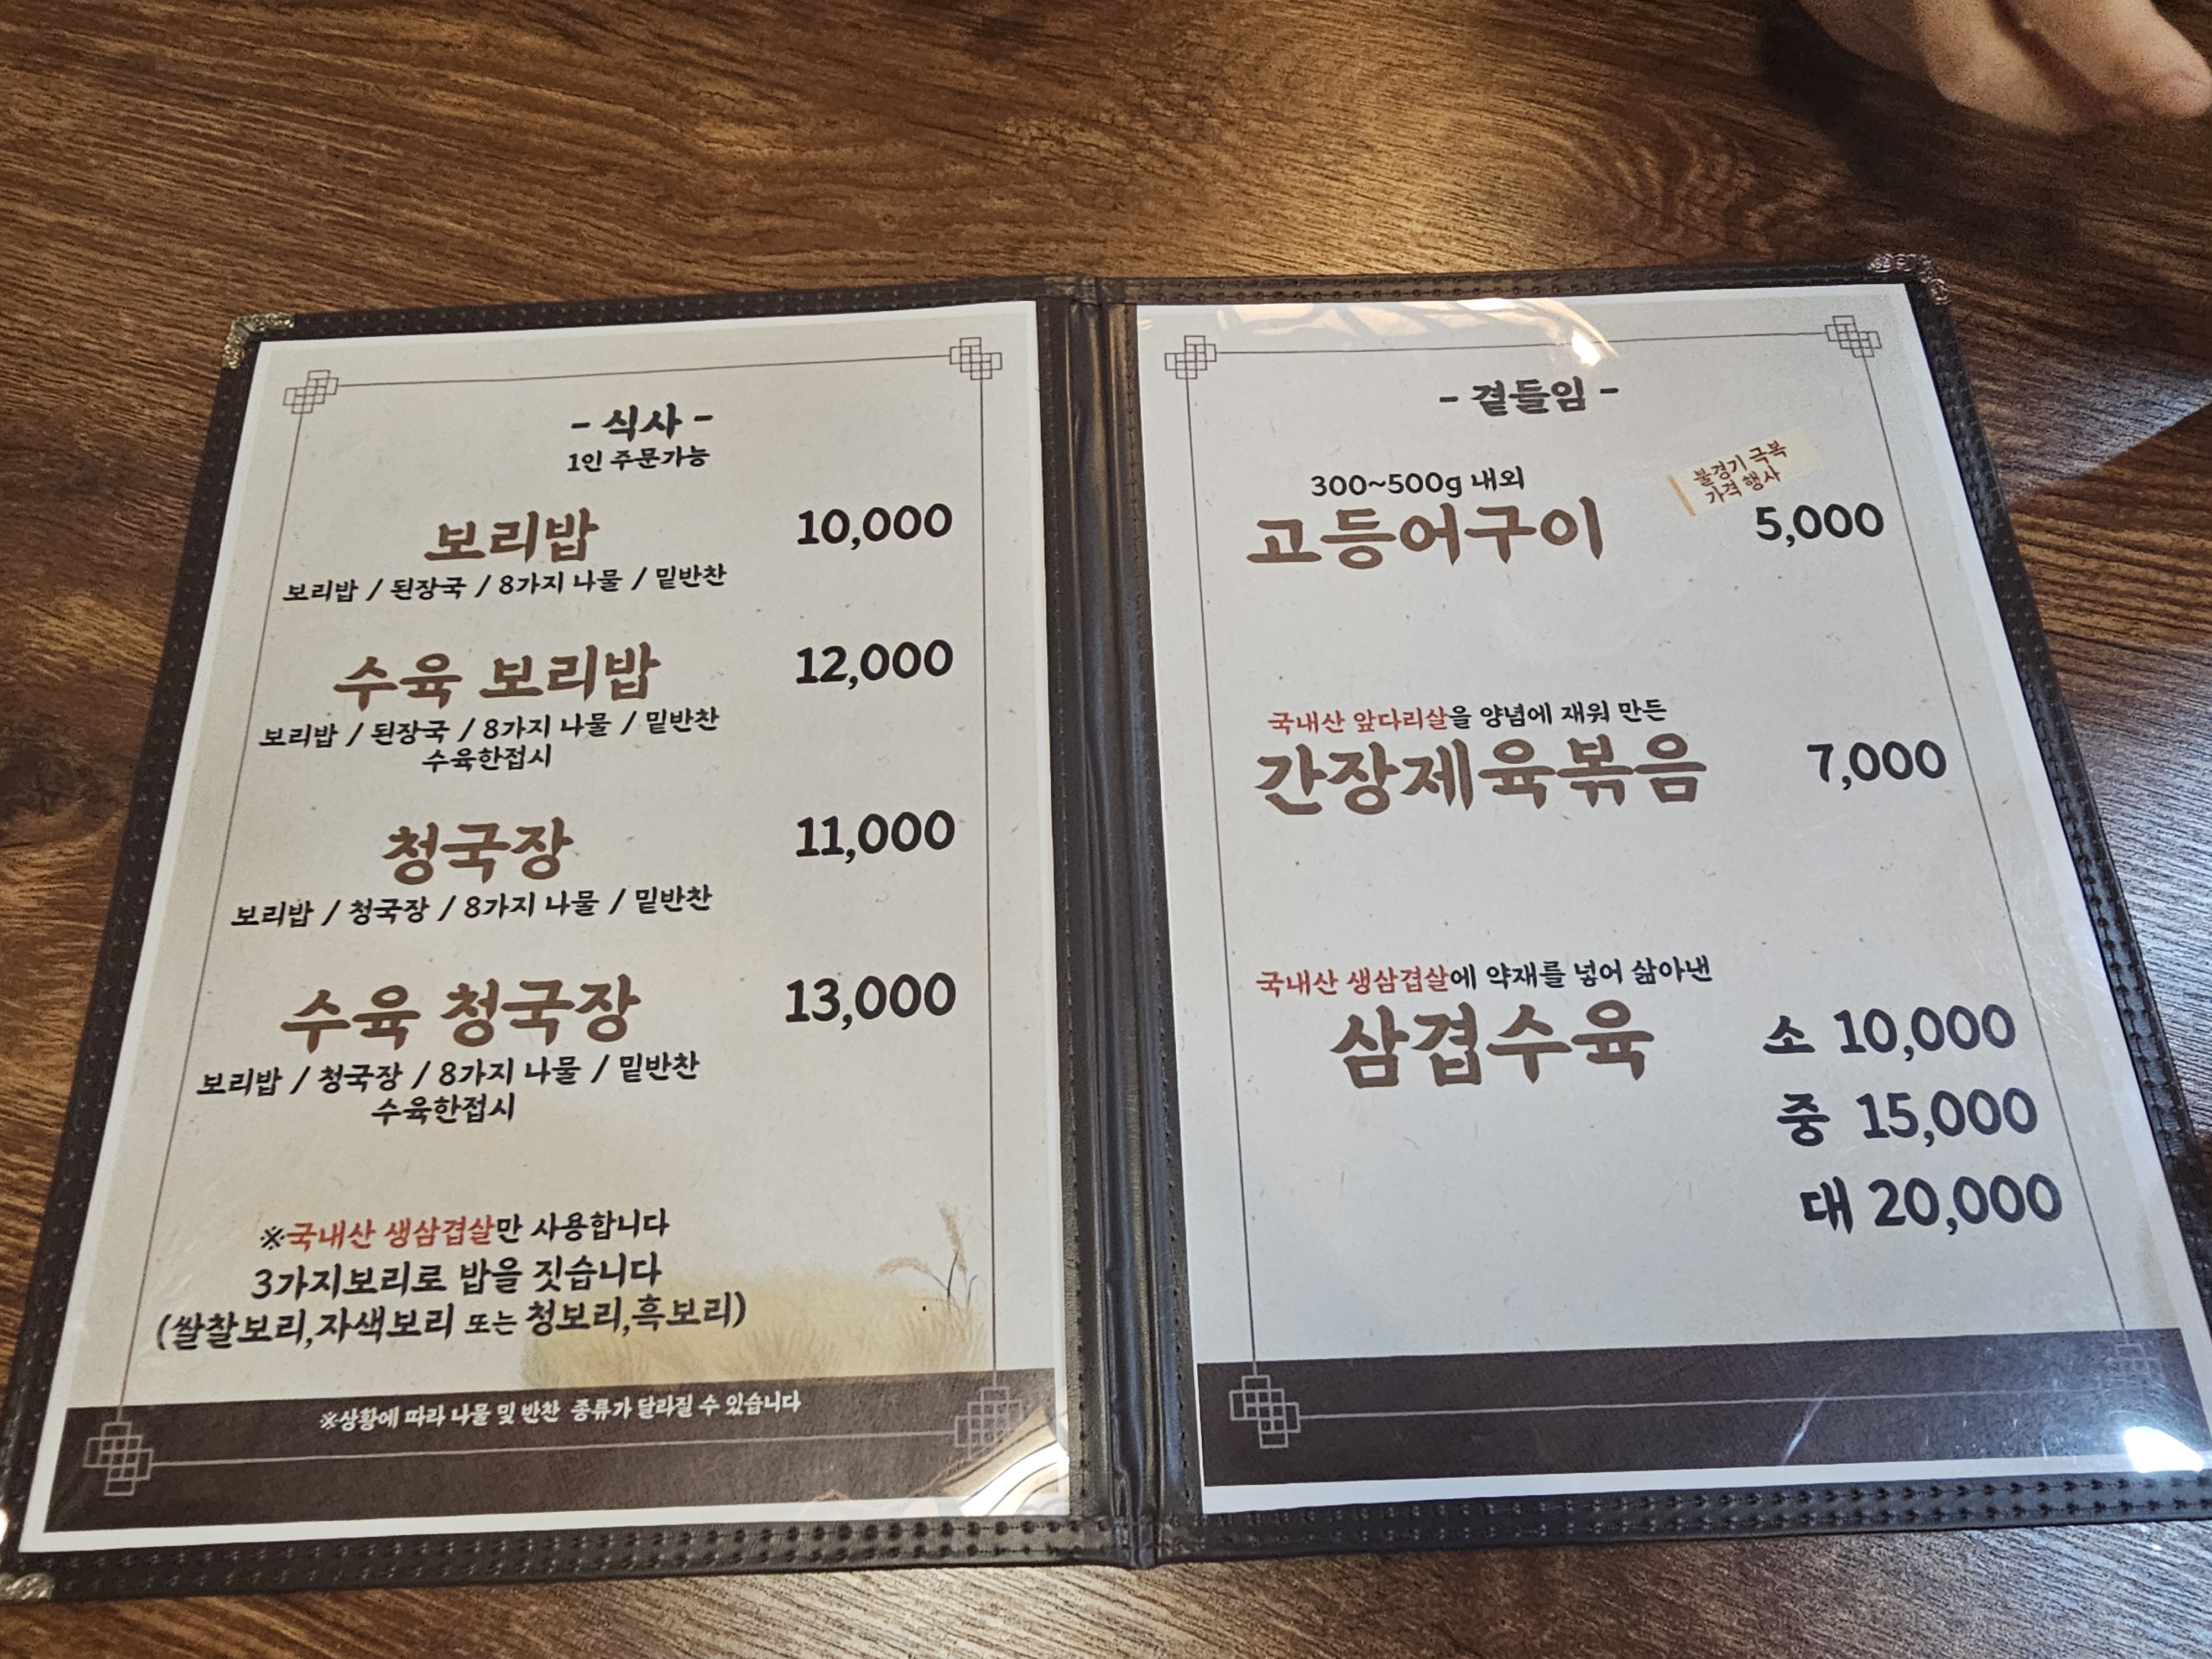 - 식사 -
1인 주문가능
보리밥 10,000
보리밥 / 된장국 / 8가지 나물 / 밑반찬
수육 보리밥 12,000
보리밥 / 된장국 / 8가지 나물 / 밑반찬
수육한접시
청국장 11,000
보리밥 / 청국장 / 8가지 나물 / 밑반찬
수육 청국장 13,000
보리밥 / 청국장 / 8가지 나물 / 밑반찬
수육한접시
※국내산 생삼겹살만 사용합니다
3가지보리로 밥을 짓습니다
(쌀찰보리,자색보리 또는 청보리,흑보리)
※상황에 따라 나물 및 반찬 종류가 달라질 수 있습니다
- 곁들임 -
불경기 극복
가격 행사
300~500g 내외
고등어구이 5,000
국내산 앞다리살을 양념에 재워 만든
간장제육볶음 7,000
국내산 생삼겹살에 약재를 넣어 삶아낸
삼겹수육 소 10,000
중 15,000
대 20,000